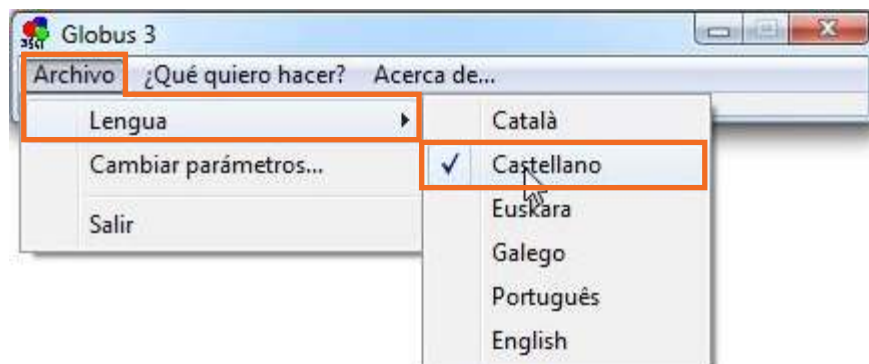 Globus 3
Archivo ¿Qué quiero hacer? Acerca de...
Lengua
Cambiar parámetros...
Salir
Català
Castellano
Euskara
Galego
Português
English